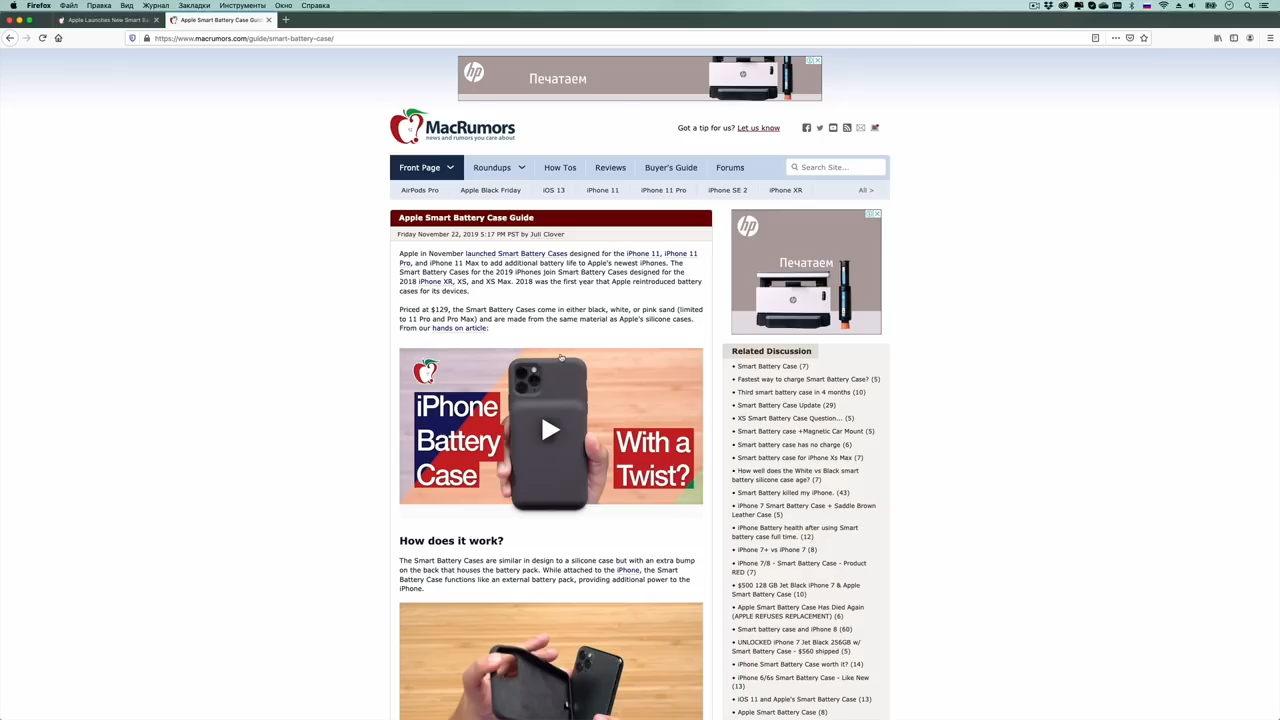 Firefox Файл Правка Вид Журнал Закладки Инструменты Окно Справка
Apple Launches New Smart Ba
Apple Smart Battery Case Guid
https://www.macrumors.com/guide/smart-battery-case/
hp
Печатаем
MacRumors
news and rumors you care about
Got a tip for us? Let us know
Front Page Roundups How Tos Reviews Buyer's Guide Forums Search Site...
AirPods Pro Apple Black Friday iOS 13 iPhone 11 iPhone 11 Pro iPhone SE 2 iPhone XR All >
Apple Smart Battery Case Guide
Friday November 22, 2019 5:17 PM PST by Juli Clover
Apple in November launched Smart Battery Cases designed for the iPhone 11, iPhone 11
Pro, and iPhone 11 Max to add additional battery life to Apple's newest iPhones. The
Smart Battery Cases for the 2019 iPhones join Smart Battery Cases designed for the
2018 iPhone XR, XS, and XS Max. 2018 was the first year that Apple reintroduced battery
cases for its devices.
Priced at $129, the Smart Battery Cases come in either black, white, or pink sand (limited
to 11 Pro and Pro Max) and are made from the same material as Apple's silicone cases.
From our hands on article:
iPhone
Battery
Case
With a
Twist?
How does it work?
The Smart Battery Cases are similar in design to a silicone case but with an extra bump
on the back that houses the battery pack. While attached to the iPhone, the Smart
Battery Case functions like an external battery pack, providing additional power to the
iPhone.
hp
Печатаем
Related Discussion
• Smart Battery Case (7)
• Fastest way to charge Smart Battery Case? (5)
• Third smart battery case in 4 months (10)
• Smart Battery Case Update (29)
• XS Smart Battery Case Question... (5)
• Smart Battery case +Magnetic Car Mount (5)
• Smart battery case has no charge (6)
• Smart battery case for iPhone Xs Max (7)
• How well does the White vs Black smart
battery silicone case age? (7)
• Smart Battery killed my iPhone. (43)
• iPhone 7 Smart Battery Case + Saddle Brown
Leather Case (5)
• iPhone Battery health after using Smart
battery case full time. (12)
• iPhone 7+ vs iPhone 7 (8)
• iPhone 7/8 - Smart Battery Case - Product
RED (7)
• $500 128 GB Jet Black iPhone 7 & Apple
Smart Battery Case (10)
• Apple Smart Battery Case Has Died Again
(APPLE REFUSES REPLACEMENT) (6)
• Smart battery case and iPhone 8 (60)
• UNLOCKED iPhone 7 Jet Black 256GB w/
Smart Battery Case - $560 shipped (5)
• iPhone Smart Battery Case worth it? (14)
• iPhone 6/6s Smart Battery Case - Like New
(13)
• iOS 11 and Apple's Smart Battery Case (13)
• Apple Smart Battery Case (8)